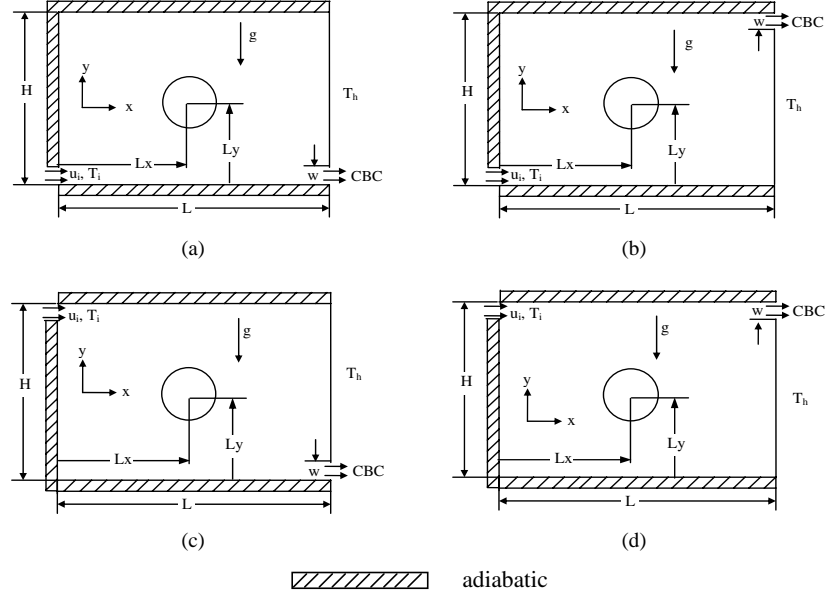 g
H
y
x
T_h
Lx
Ly
u_i, T_i
w
CBC
L
(a)
w
CBC
g
H
y
x
T_h
Lx
Ly
u_i, T_i
L
(b)
u_i, T_i
g
H
y
x
T_h
Lx
Ly
w
CBC
L
(c)
u_i, T_i
w
CBC
g
H
y
x
T_h
Lx
Ly
L
(d)
adiabatic